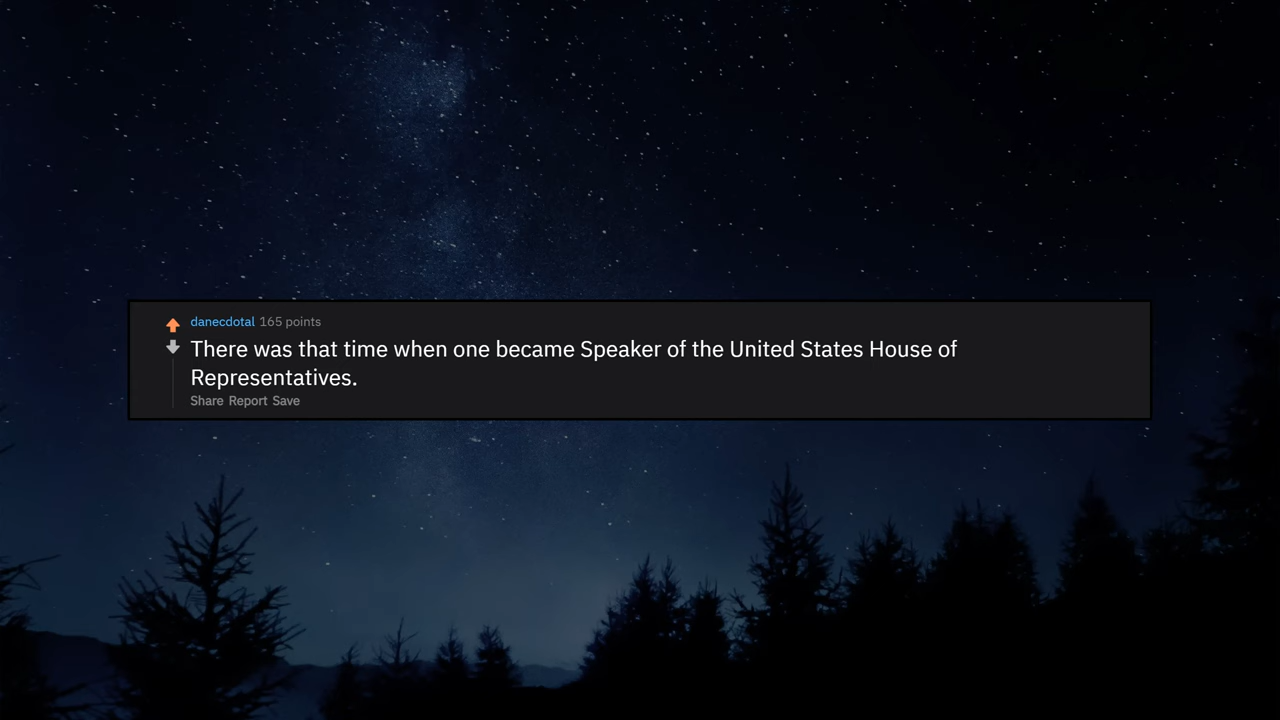 danecdotal 165 points
There was that time when one became Speaker of the United States House of
Representatives.
Share Report Save